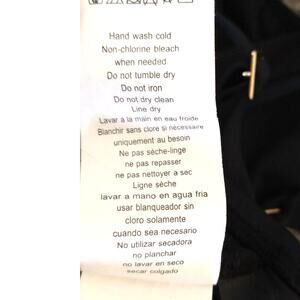 Hand wash cold
Non-chlorine bleach
when needed
Do not tumble dry
Do not iron
Do not dry clean
Line dry
Lavar à la main en eau froide
Blanchir sans clore si nécessaire
uniquement au besoin
Ne pas sèche-linge
ne pas repasser
ne pas nettoyer a sec
Ligne sèche
lavar a mano en agua fria
usar blanqueador sin
cloro solamente
cuando sea necesario
No utilizar secadora
no planchar
no lavar en seco
secar colgado